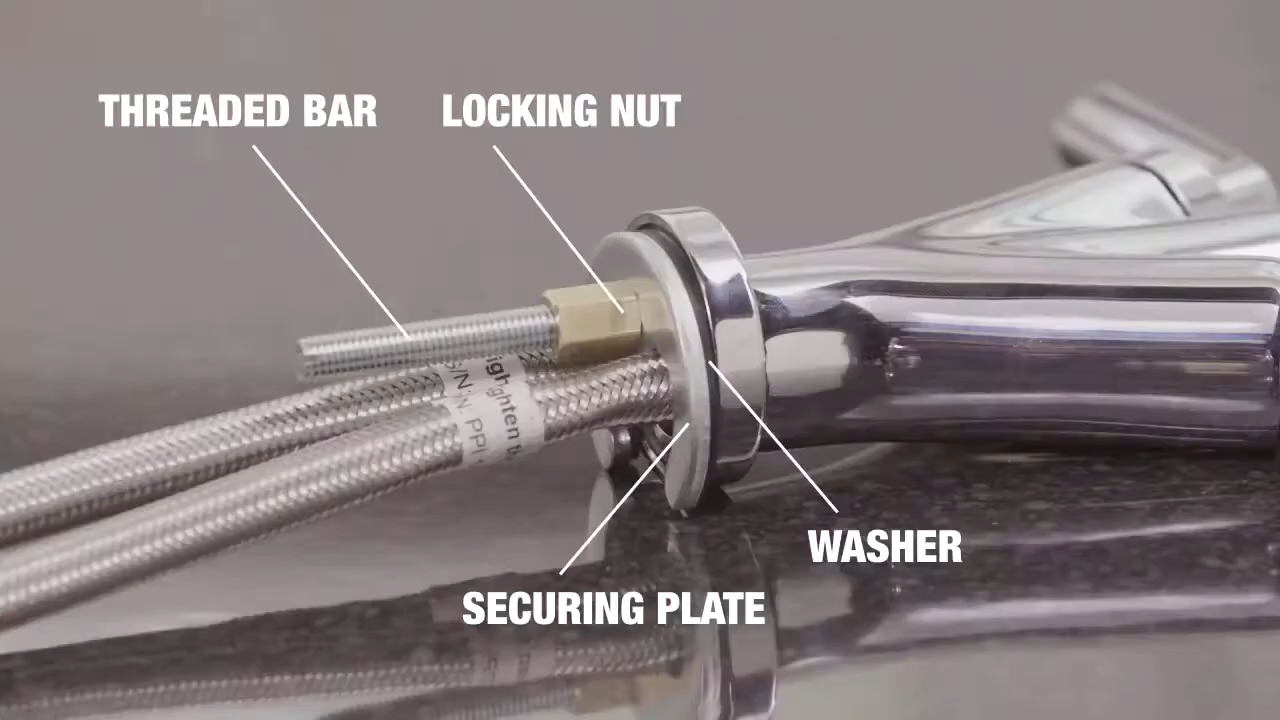 THREADED BAR
LOCKING NUT
WASHER
SECURING PLATE